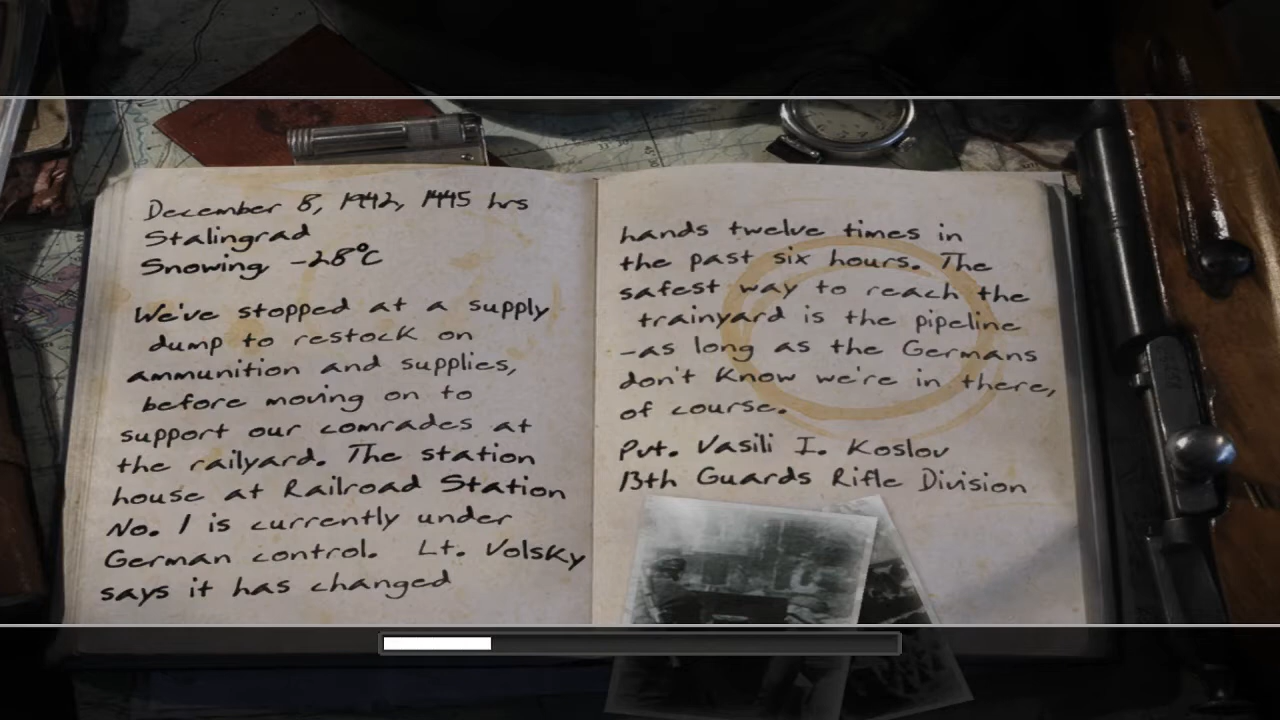 December 8, 1942, 1445 hrs
Stalingrad
Snowing -28°C
We've stopped at a supply
dump to restock on
ammunition and supplies,
before moving on to
support our comrades at
the railyard. The station
house at Railroad Station
No. 1 is currently under
German control. Lt. Volsky
says it has changed
hands twelve times in
the past six hours. The
safest way to reach the
trainyard is the pipeline
-as long as the Germans
don't know we're in there,
of course.
Pvt. Vasili I. Koslov
13th Guards Rifle Division